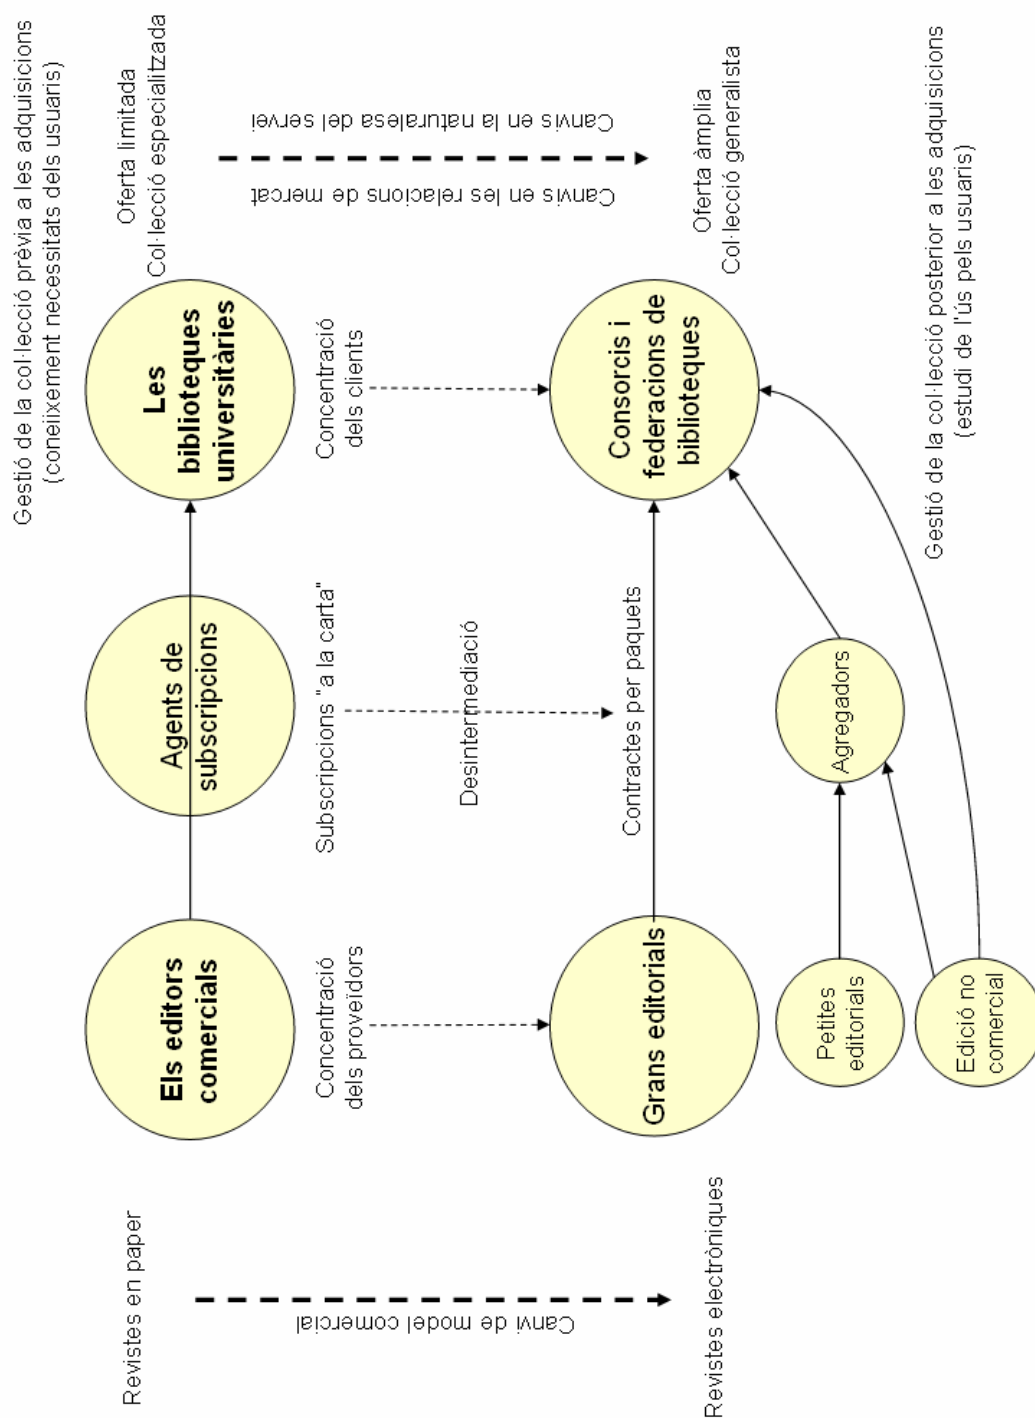 Gestió de la col·lecció prèvia a les adquisicions
(coneiixement necessitats dels usuaris)
Oferta limitada
Col·lecció especialitzada
Revistes en paper
Els editors
comercials
Agents de
subscripcions
Les
biblioteques
universitàries
Concentració
dels proveïdors
Subscripcions "a la carta"
Concentració
dels clients
Canvi de model comercial
Desintermediació
Canvis en les relacions de mercat
Canvis en la naturalesa del servei
Contractes per paquets
Grans editorials
Consorcis i
federacions de
biblioteques
Revistes electròniques
Oferta àmplia
Col·lecció generalista
Petites
editorials
Agregadors
Edició no
comercial
Gestió de la col·lecció posterior a les adquisicions
(estudi de l'ús pels usuaris)